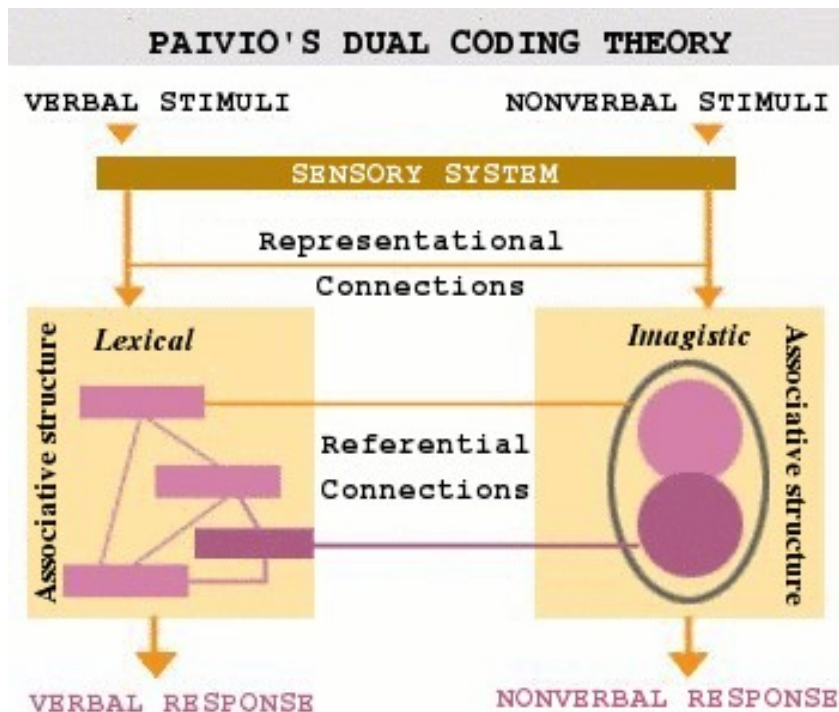 PAIVIO'S DUAL CODING THEORY
VERBAL STIMULI
NONVERBAL STIMULI
SENSORY SYSTEM
Representational
Connections
Associative structure
Lexical
Imagistic
Associative structure
Referential
Connections
VERBAL RESPONSE
NONVERBAL RESPONSE